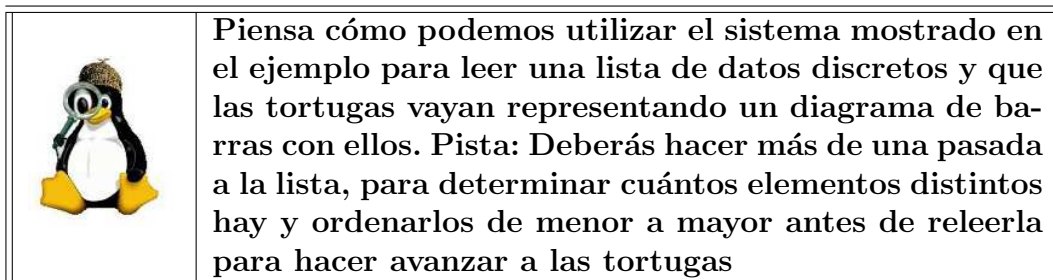 Piensa cómo podemos utilizar el sistema mostrado en
el ejemplo para leer una lista de datos discretos y que
las tortugas vayan representando un diagrama de ba-
rras con ellos. Pista: Deberás hacer más de una pasada
a la lista, para determinar cuántos elementos distintos
hay y ordenarlos de menor a mayor antes de releerla
para hacer avanzar a las tortugas